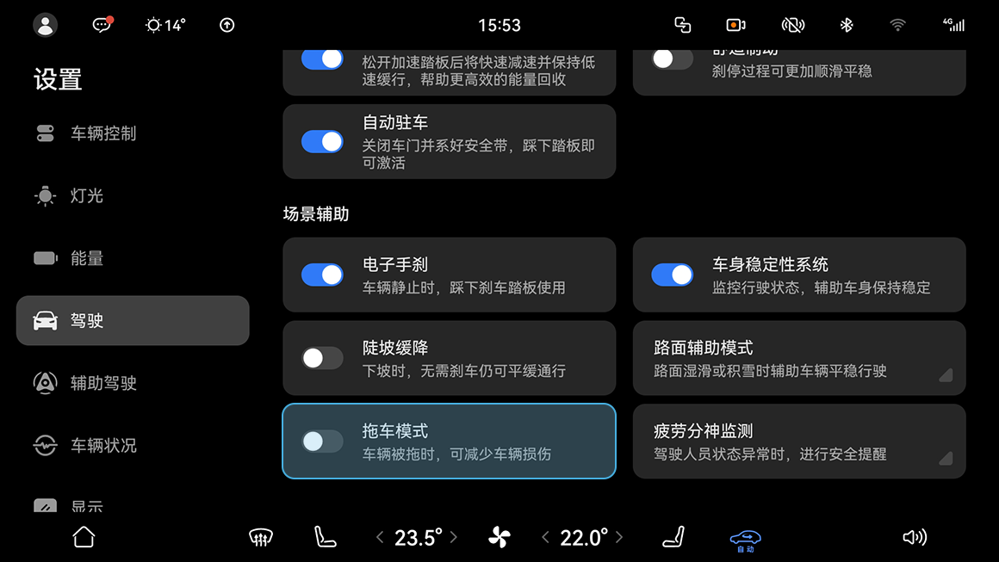 14°
15:53
4G
设置
车辆控制
灯光
能量
驾驶
辅助驾驶
车辆状况
显示
松开加速踏板后将快速减速并保持低
速缓行，帮助更高效的能量回收
舒适制动
刹停过程可更加顺滑平稳
自动驻车
关闭车门并系好安全带，踩下踏板即
可激活
场景辅助
电子手刹
车辆静止时，踩下刹车踏板使用
车身稳定性系统
监控行驶状态，辅助车身保持稳定
陡坡缓降
下坡时，无需刹车仍可平缓通行
路面辅助模式
路面湿滑或积雪时辅助车辆平稳行驶
拖车模式
车辆被拖时，可减少车辆损伤
疲劳分神监测
驾驶人员状态异常时，进行安全提醒
23.5°
22.0°
自动